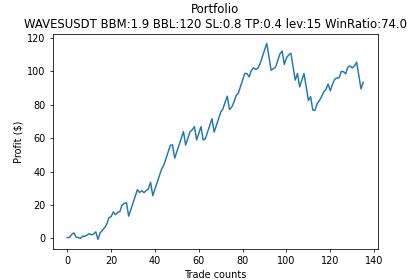 Portfolio
WAVESUSDT BBM:1.9 BBL:120 SL:0.8 TP:0.4 lev:15 WinRatio:74.0
Profit ($)
120
100
80
60
40
20
0
0 20 40 60 80 100 120 140
Trade counts